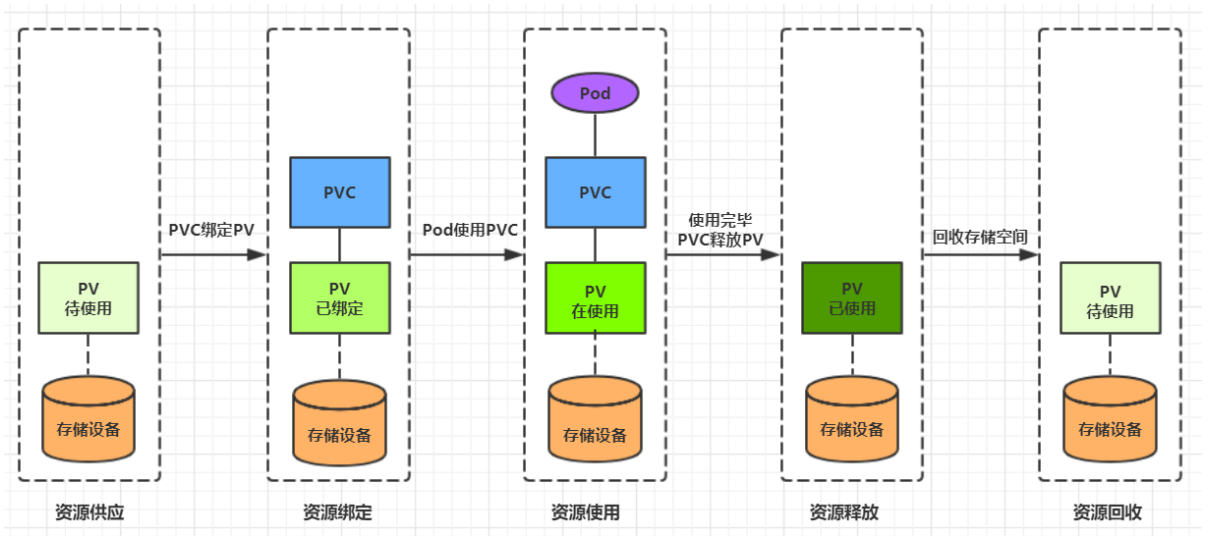 PV
待使用
存储设备
资源供应
PVC绑定PV
PVC
PV
已绑定
存储设备
资源绑定
Pod使用PVC
Pod
PVC
PV
在使用
存储设备
资源使用
使用完毕
PVC释放PV
PV
已使用
存储设备
资源释放
回收存储空间
PV
待使用
存储设备
资源回收